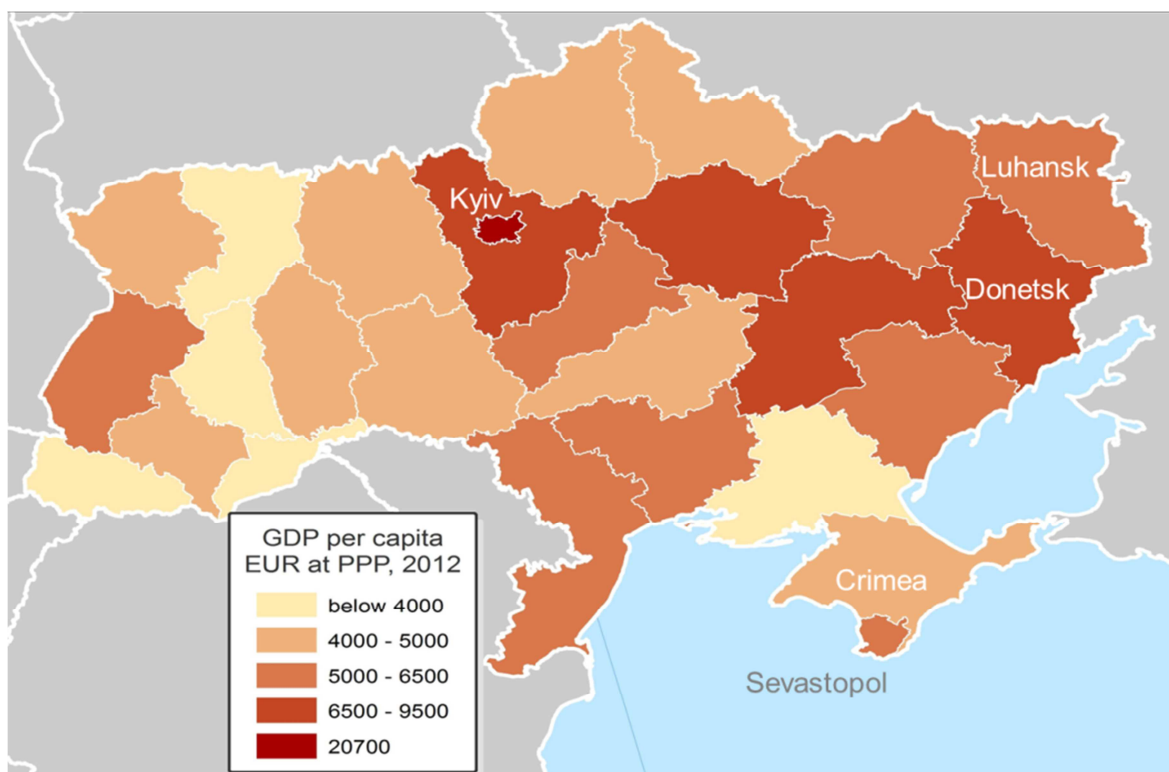 Luhansk
Kyiv
Donetsk
Crimea
Sevastopol
GDP per capita
EUR at PPP, 2012
below 4000
4000 - 5000
5000 - 6500
6500 - 9500
20700